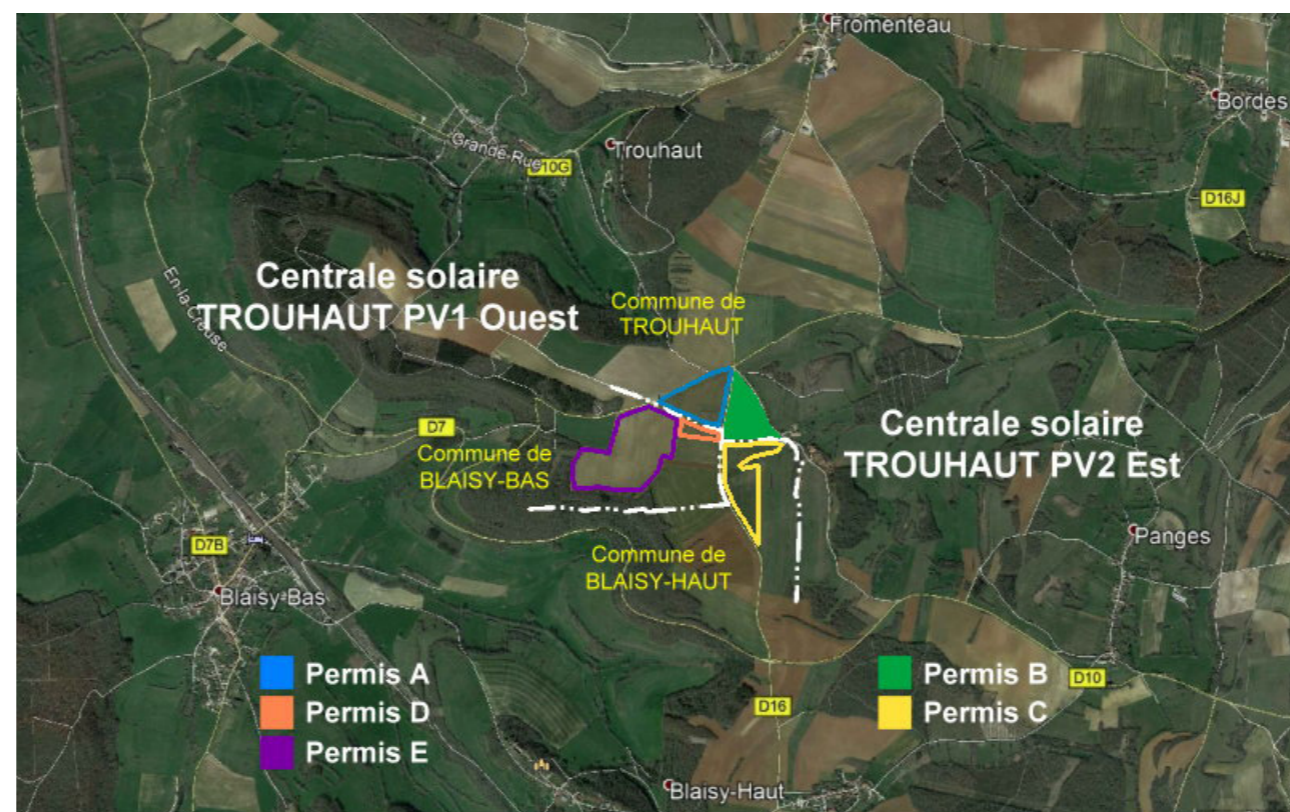 Fromenteau
Bordes
Grande-Rue
D10G
Trouhaut
D16J
En-la-Creuse
Centrale solaire
TROUHAUT PV1 Ouest
Commune de
TROUHAUT
D7
Commune de
BLAISY-BAS
Centrale solaire
TROUHAUT PV2 Est
D7B
Commune de
BLAISY-HAUT
Panges
Blaisy-Bas
Permis A
Permis D
Permis E
Permis B
Permis C
D10
D16
Blaisy-Haut